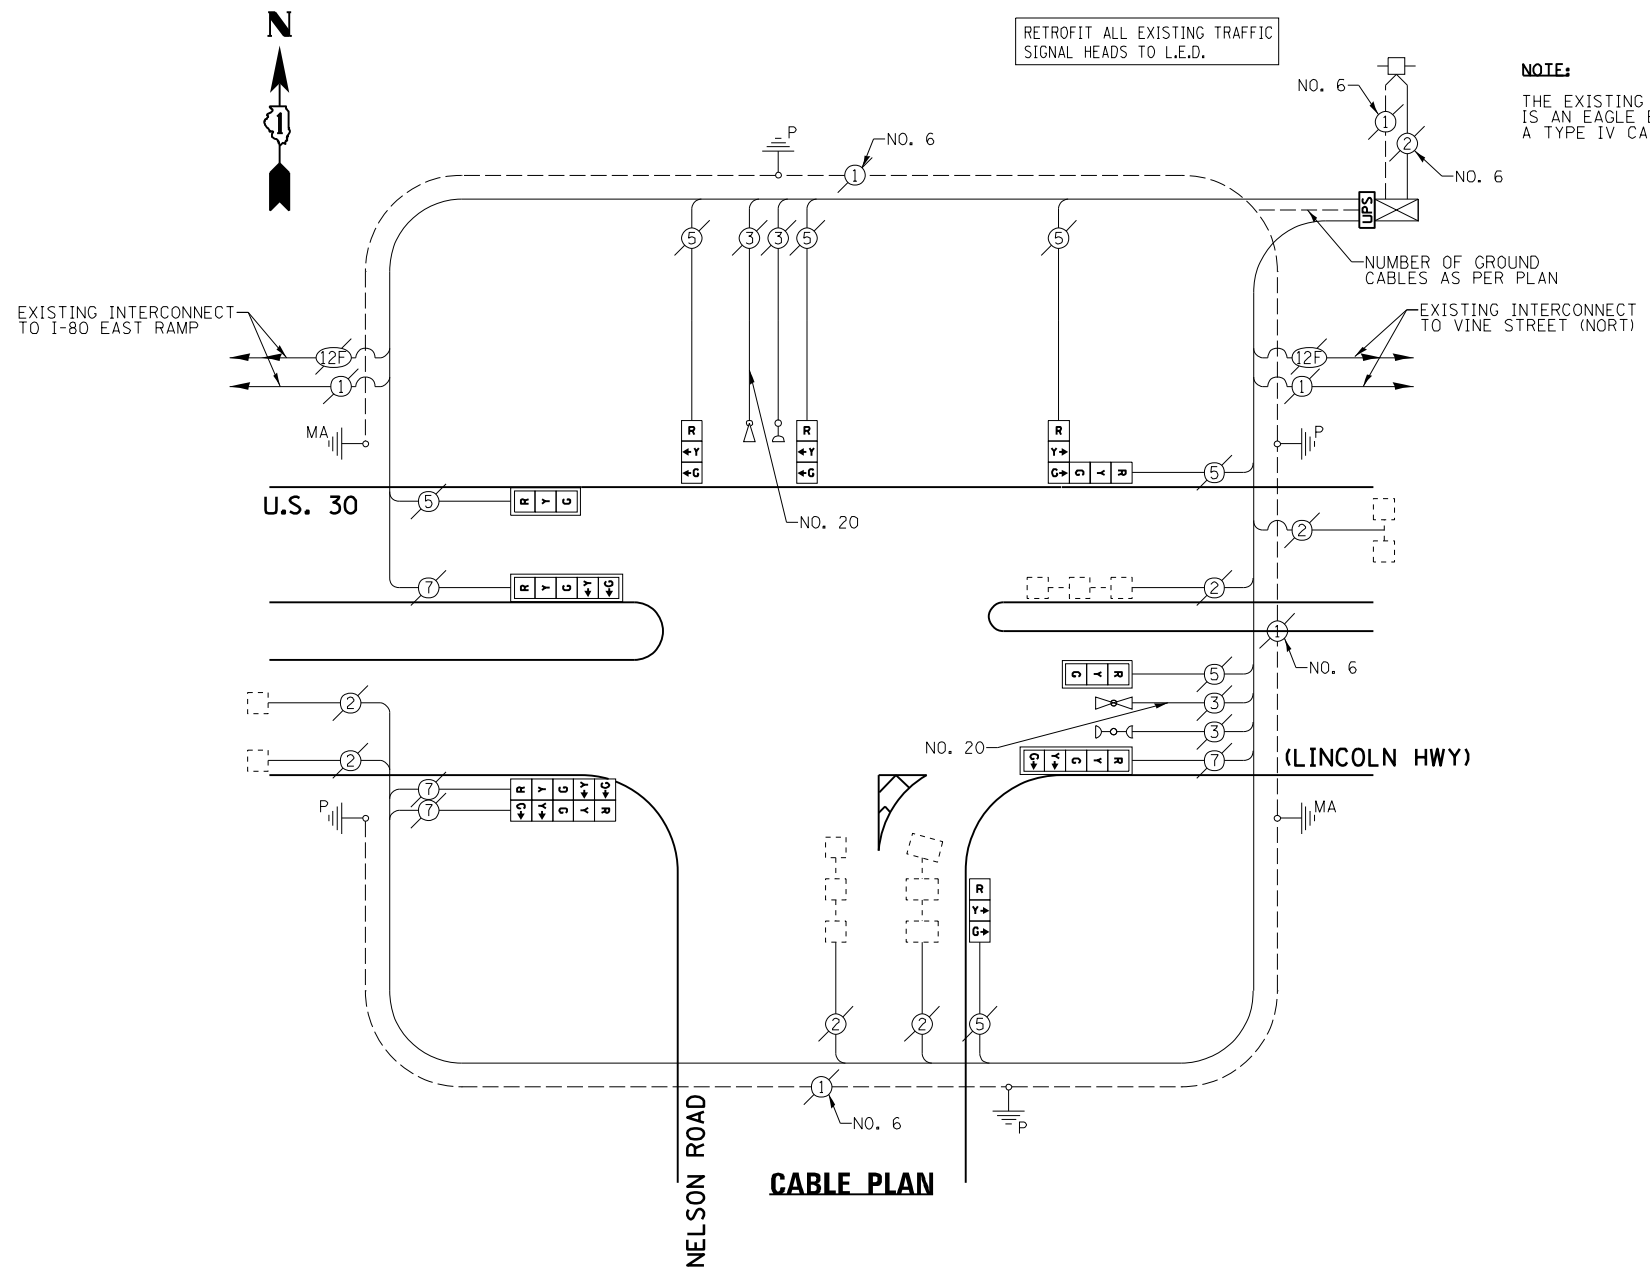 N
1
RETROFIT ALL EXISTING TRAFFIC
SIGNAL HEADS TO L.E.D.
NOTE:
THE EXISTING
IS AN EAGLE
A TYPE IV
NO. 6
1
2
NO. 6
UPS
P
1
NO. 6
5
3
3
5
5
NUMBER OF GROUND
CABLES AS PER PLAN
EXISTING INTERCONNECT
TO I-80 EAST RAMP
12F
1
EXISTING INTERCONNECT
TO VINE STREET (NORT)
12F
1
MA
P
R
Y
G
R
Y
G
R
Y
G G Y R
5
U.S. 30
5
R Y G
NO. 20
2
7
R Y G Y G
2
1
NO. 6
G Y R
5
2
3
NO. 20
3
2
G Y G Y R
7
(LINCOLN HWY)
7
R Y G Y G
7
G Y G Y R
P
MA
R
Y
G
2
2
5
1
NO. 6
P
NELSON ROAD
CABLE PLAN